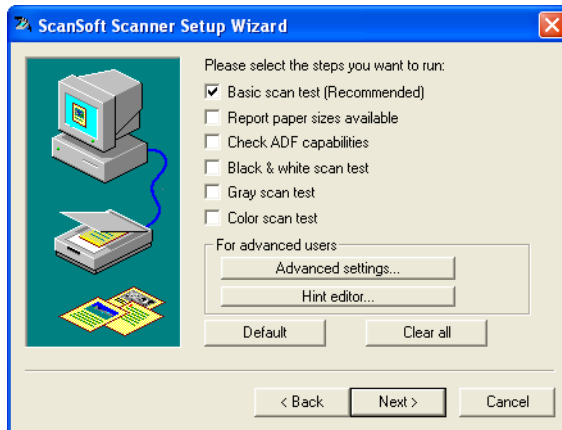 ScanSoft Scanner Setup Wizard
Please select the steps you want to run:
Basic scan test (Recommended)
Report paper sizes available
Check ADF capabilities
Black & white scan test
Gray scan test
Color scan test
For advanced users
Advanced settings...
Hint editor...
Default Clear all
< Back Next > Cancel